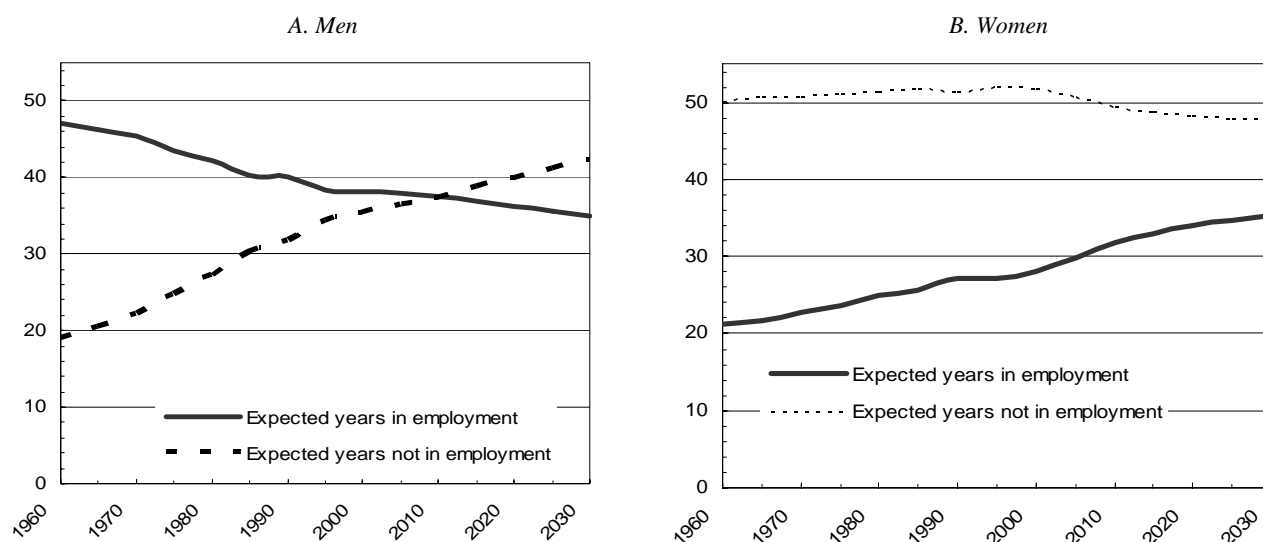 A. Men
50
40
30
20
10
0
Expected years in employment
Expected years not in employment
1960 1970 1980 1990 2000 2010 2020 2030
B. Women
50
40
30
20
10
0
Expected years in employment
Expected years not in employment
1960 1970 1980 1990 2000 2010 2020 2030